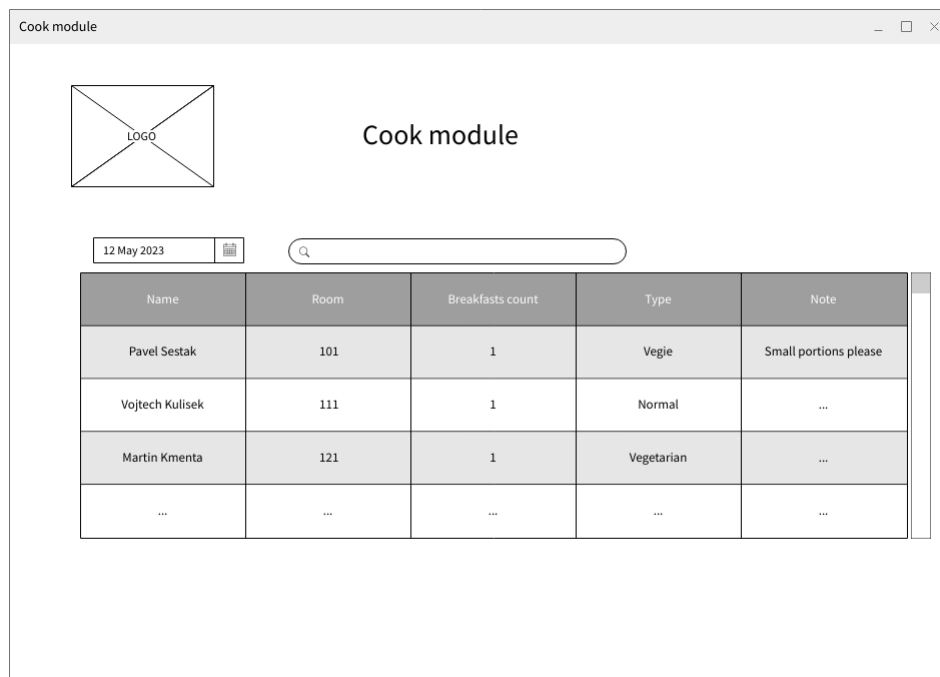 Cook module
LOGO
Cook module
12 May 2023
Name Room Breakfasts count Type Note
Pavel Sestak 101 1 Vegie Small portions please
Vojtech Kulisek 111 1 Normal ...
Martin Kmenta 121 1 Vegetarian ...
... ... ... ... ...